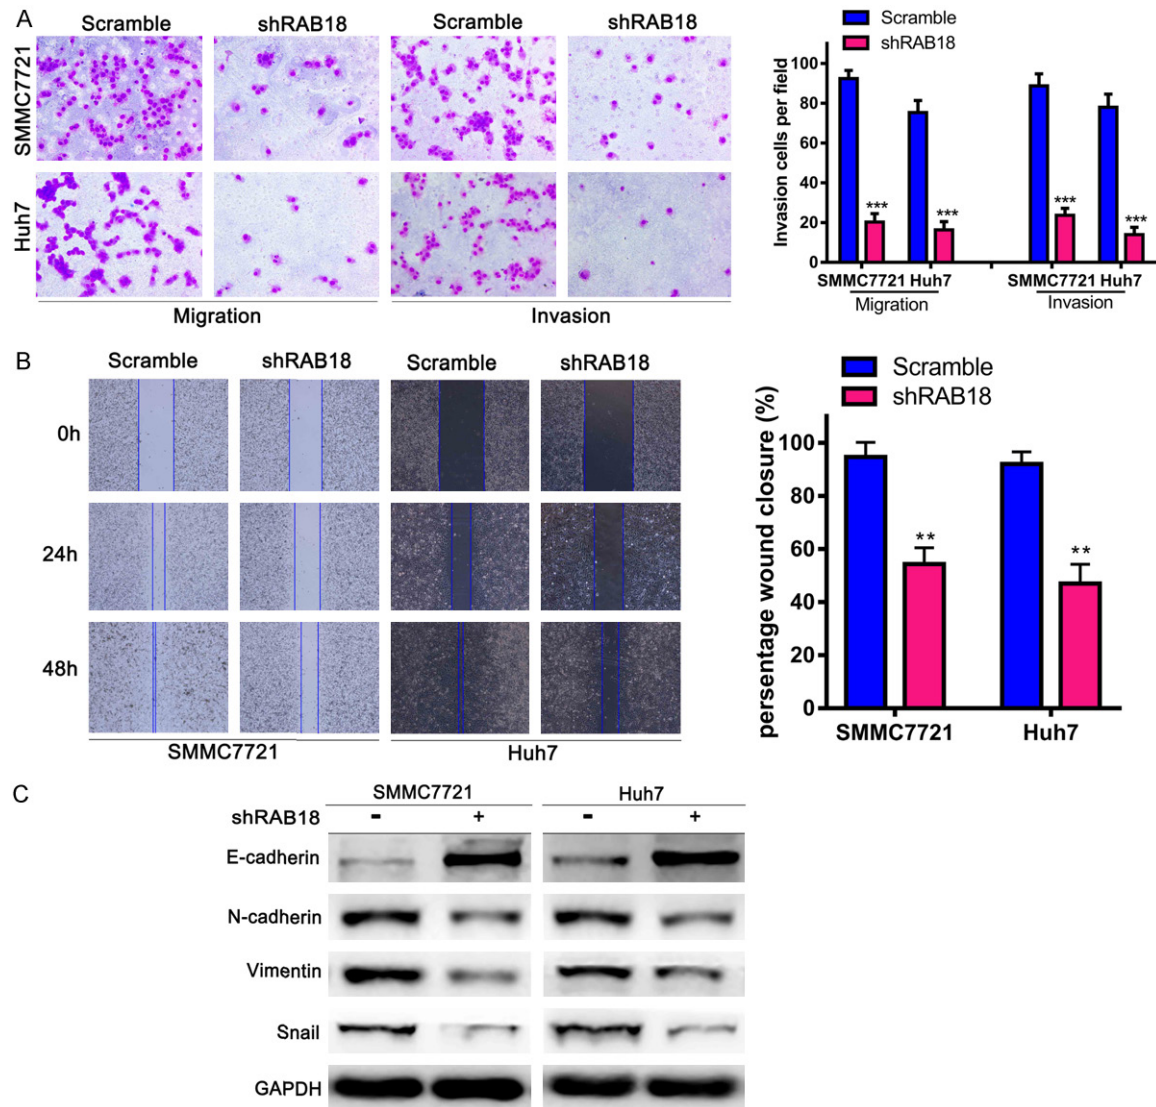 A
Scramble shRAB18 Scramble shRAB18
SMMC7721
Huh7
Migration Invasion
Scramble
shRAB18
Invasion cells per field
100
80
60
40
20
0
*** *** *** ***
SMMC7721 Huh7 SMMC7721 Huh7
Migration Invasion
B
Scramble shRAB18 Scramble shRAB18
0h
24h
48h
SMMC7721 Huh7
Scramble
shRAB18
persentage wound closure (%)
100
80
60
40
20
0
** **
SMMC7721 Huh7
C
SMMC7721 Huh7
shRAB18 - + - +
E-cadherin
N-cadherin
Vimentin
Snail
GAPDH